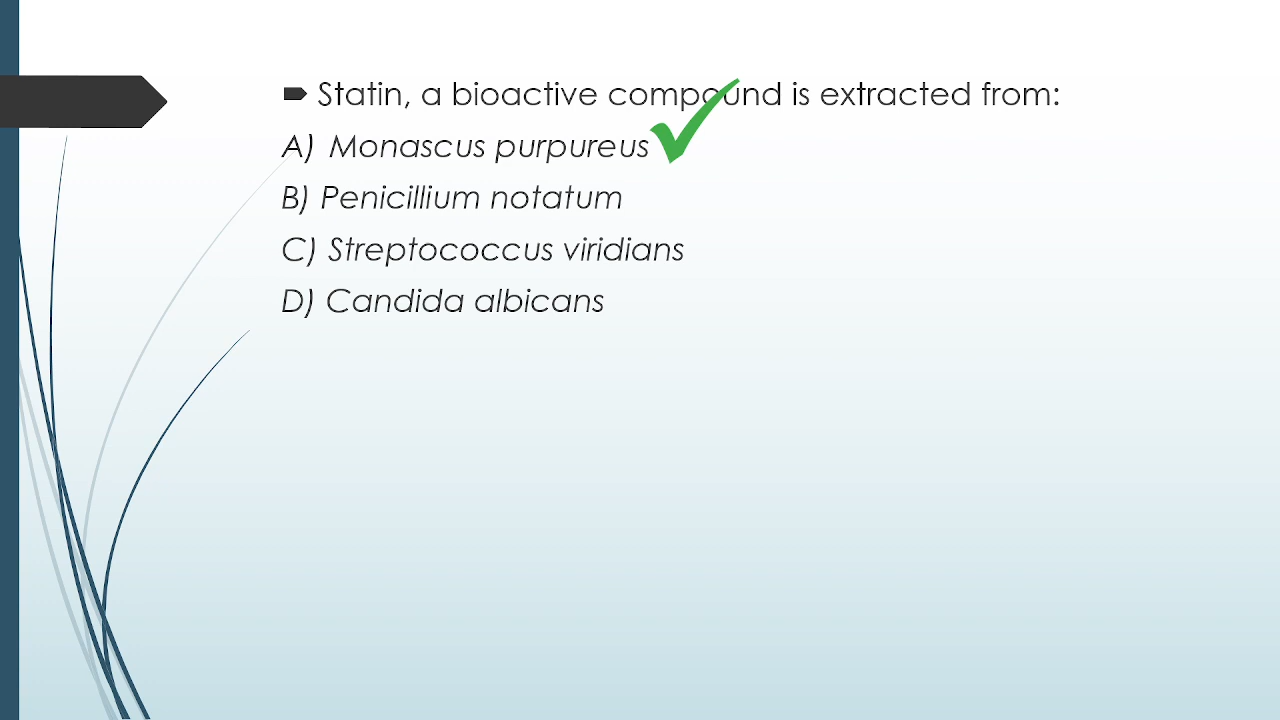 Statin, a bioactive compound is extracted from:
A) Monascus purpureus
B) Penicillium notatum
C) Streptococcus viridians
D) Candida albicans